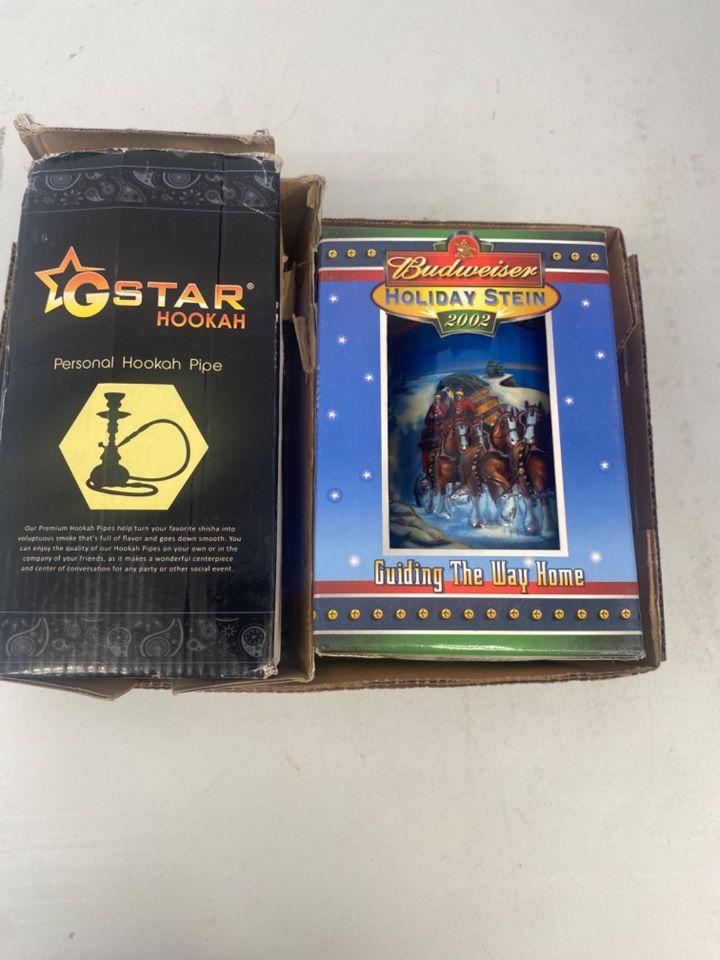 GSTAR®
HOOKAH
Personal Hookah Pipe
Our Premium Hookah Pipes help turn your favorite shisha into
voluptuous smoke that's full of flavor and goes down smooth. You
can enjoy the quality of our Hookah Pipes on your own or in the
company of your friends, as it makes a wonderful centerpiece
and center of conversation for any party or other social event.
Budweiser
HOLIDAY STEIN
2002
Guiding The Way Home